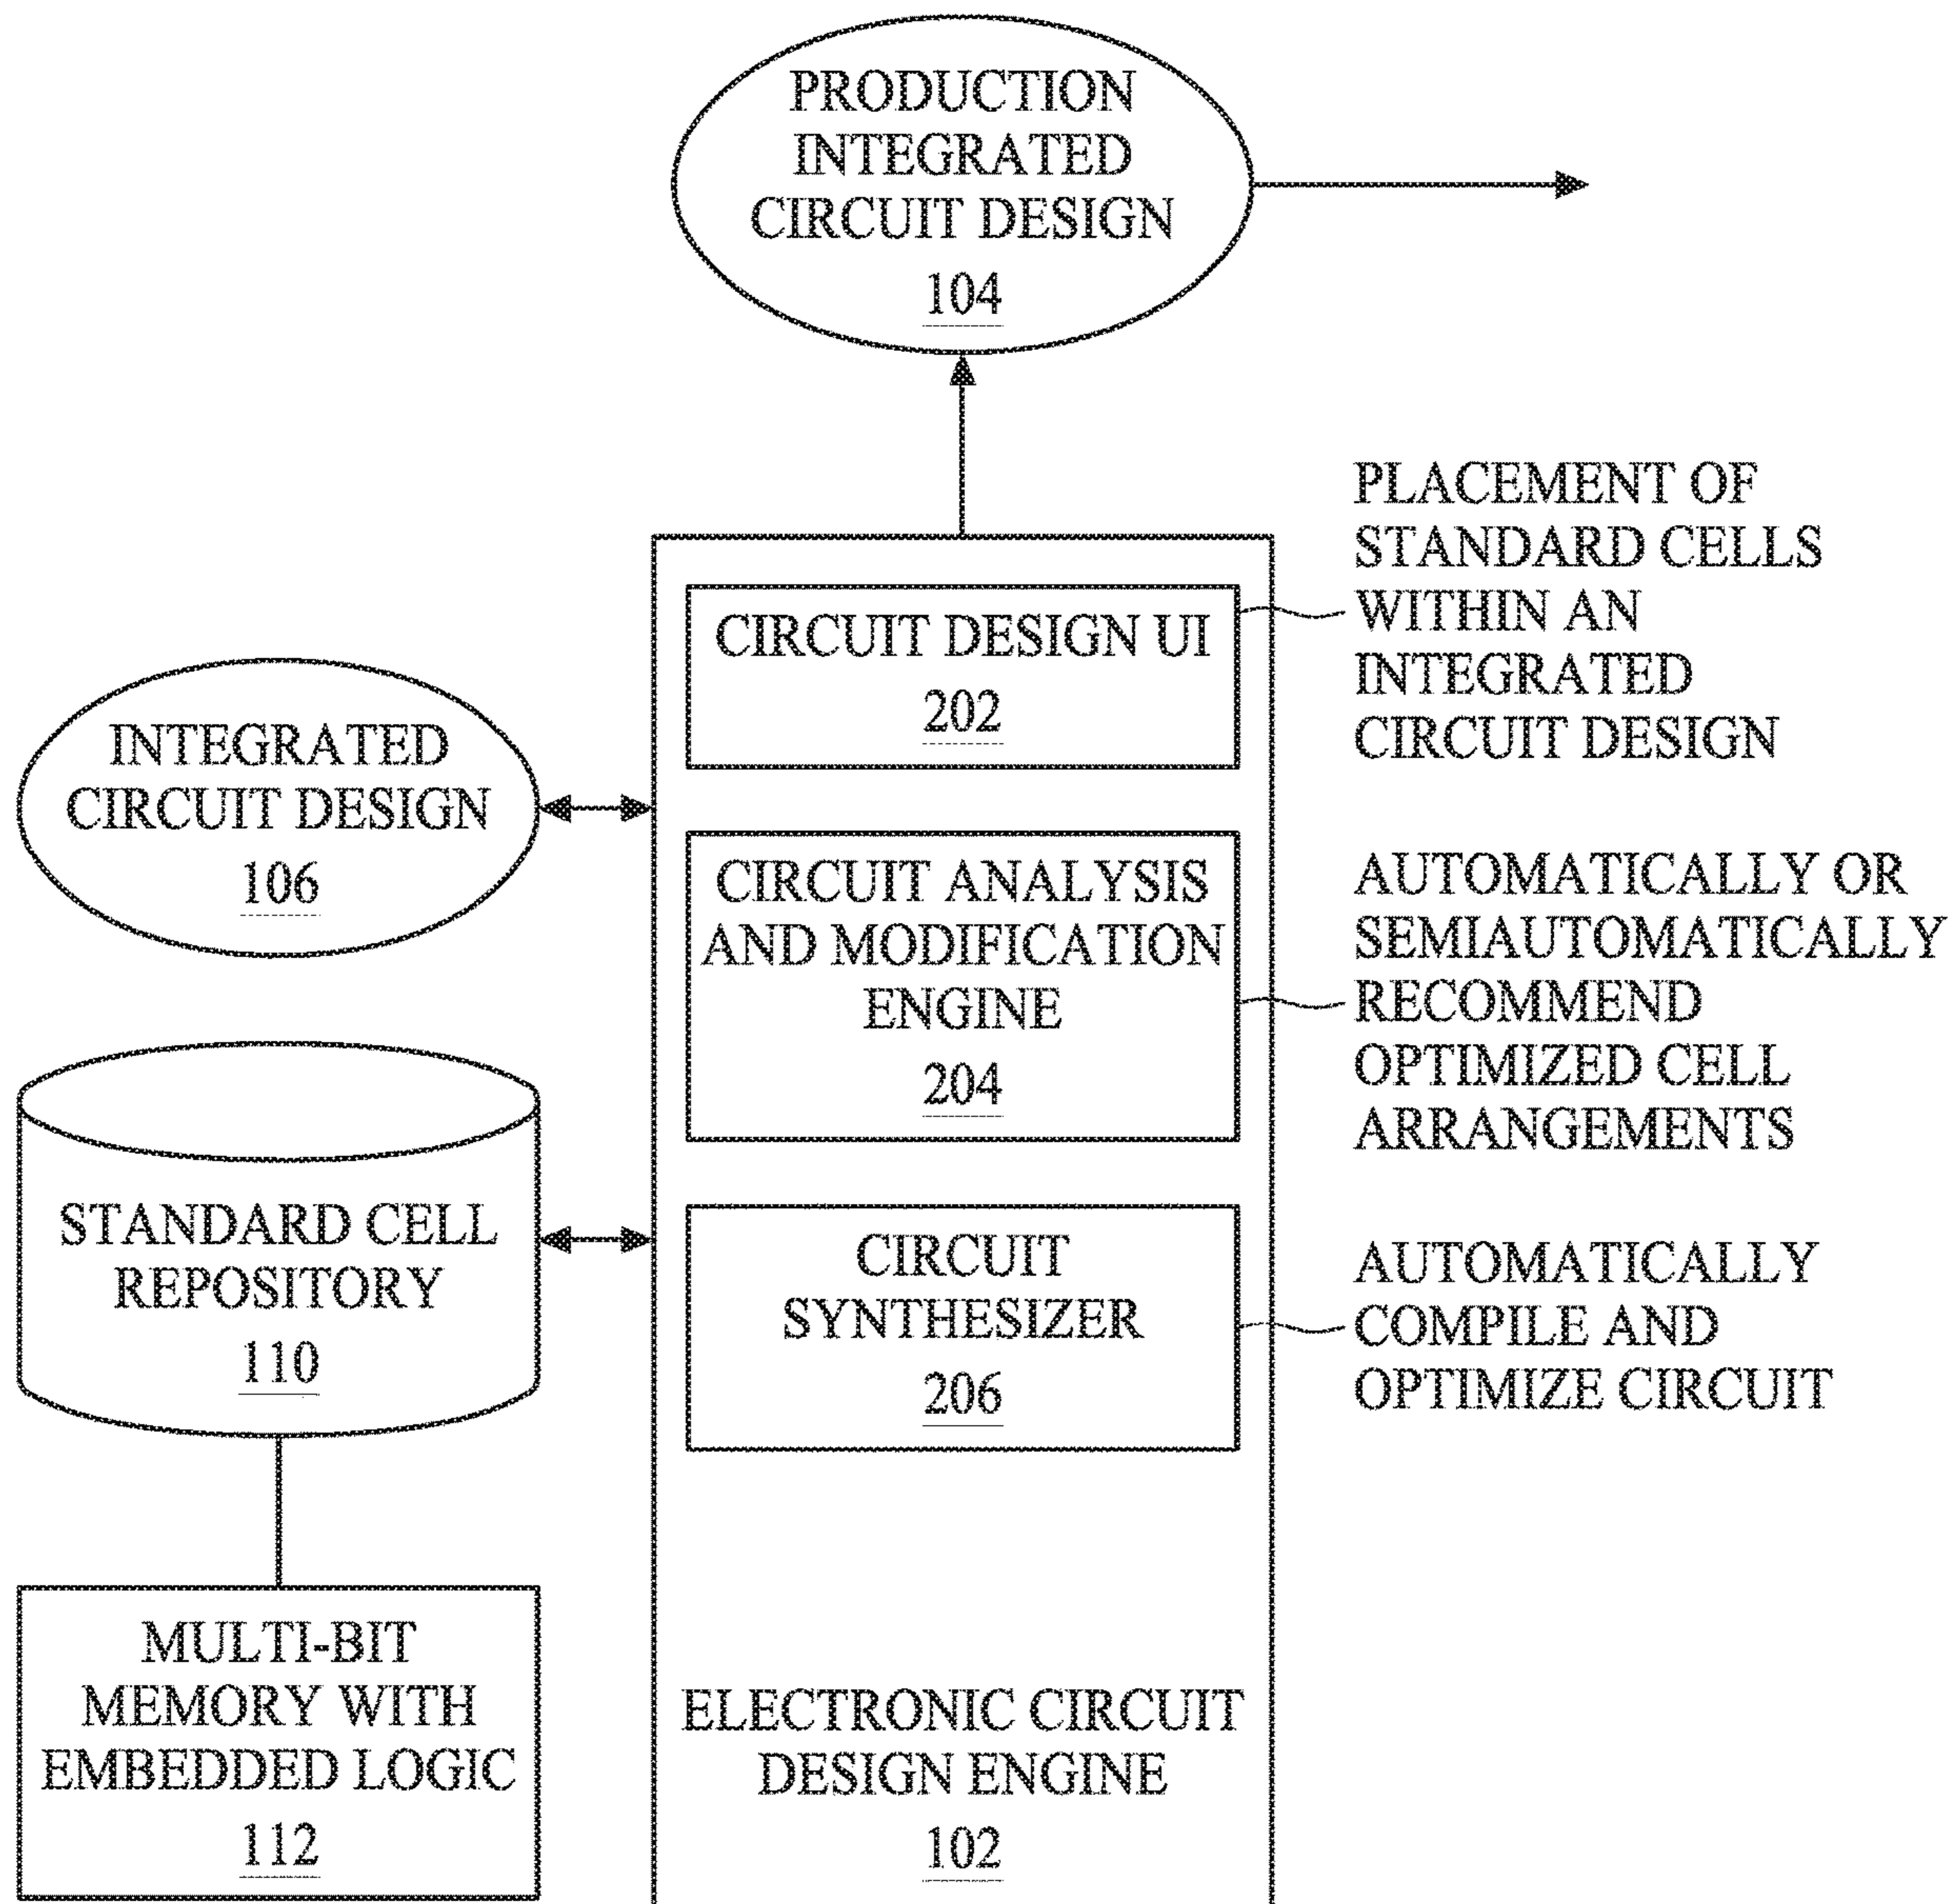 PRODUCTION
INTEGRATED
CIRCUIT DESIGN
104
CIRCUIT DESIGN UI
202
PLACEMENT OF
STANDARD CELLS
WITHIN AN
INTEGRATED
CIRCUIT DESIGN
INTEGRATED
CIRCUIT DESIGN
106
CIRCUIT ANALYSIS
AND MODIFICATION
ENGINE
204
AUTOMATICALLY OR
SEMIAUTOMATICALLY
RECOMMEND
OPTIMIZED CELL
ARRANGEMENTS
STANDARD CELL
REPOSITORY
110
CIRCUIT
SYNTHESIZER
206
AUTOMATICALLY
COMPILE AND
OPTIMIZE CIRCUIT
MULTI-BIT
MEMORY WITH
EMBEDDED LOGIC
112
ELECTRONIC CIRCUIT
DESIGN ENGINE
102